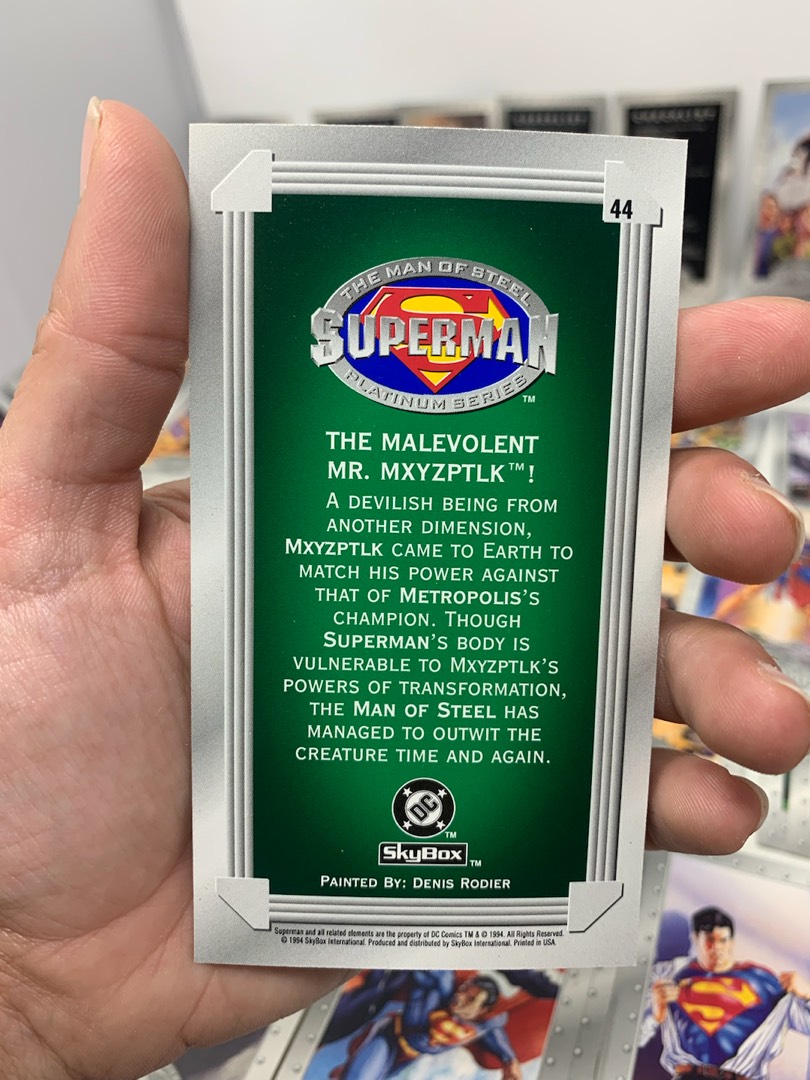 44
THE MAN OF STEEL
SUPERMAN
PLATINUM SERIES
TM
THE MALEVOLENT
MR. MXYZPTLK™!
A DEVILISH BEING FROM
ANOTHER DIMENSION,
MXYZPTLK CAME TO EARTH TO
MATCH HIS POWER AGAINST
THAT OF METROPOLIS'S
CHAMPION. THOUGH
SUPERMAN'S BODY IS
VULNERABLE TO MXYZPTLK'S
POWERS OF TRANSFORMATION,
THE MAN OF STEEL HAS
MANAGED TO OUTWIT THE
CREATURE TIME AND AGAIN.
DC
TM
SkyBox TM
PAINTED BY: DENIS RODIER
Superman and all related elements are the property of DC Comics TM & © 1994. All Rights Reserved.
© 1994 SkyBox International. Produced and distributed by SkyBox International. Printed in USA.